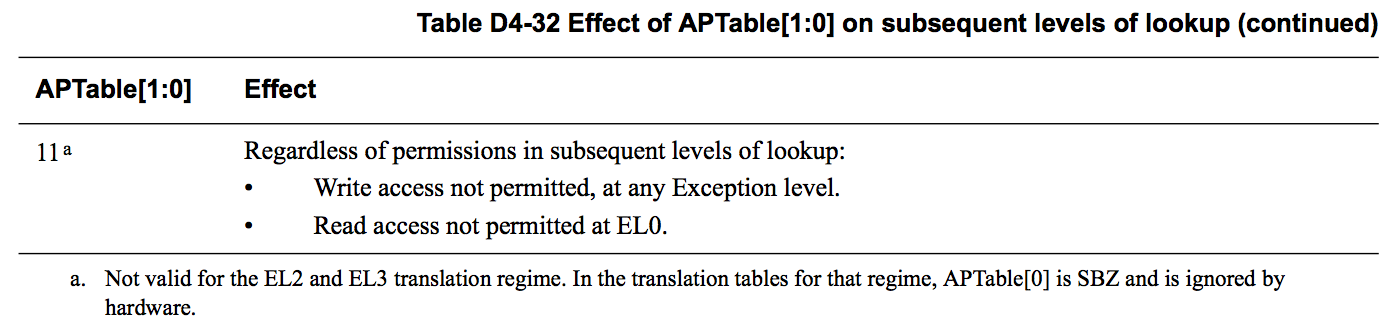 Table D4-32 Effect of APTable[1:0] on subsequent levels of lookup (continued)
APTable[1:0] Effect
11 a Regardless of permissions in subsequent levels of lookup:
• Write access not permitted, at any Exception level.
• Read access not permitted at EL0.
a. Not valid for the EL2 and EL3 translation regime. In the translation tables for that regime, APTable[0] is SBZ and is ignored by
hardware.